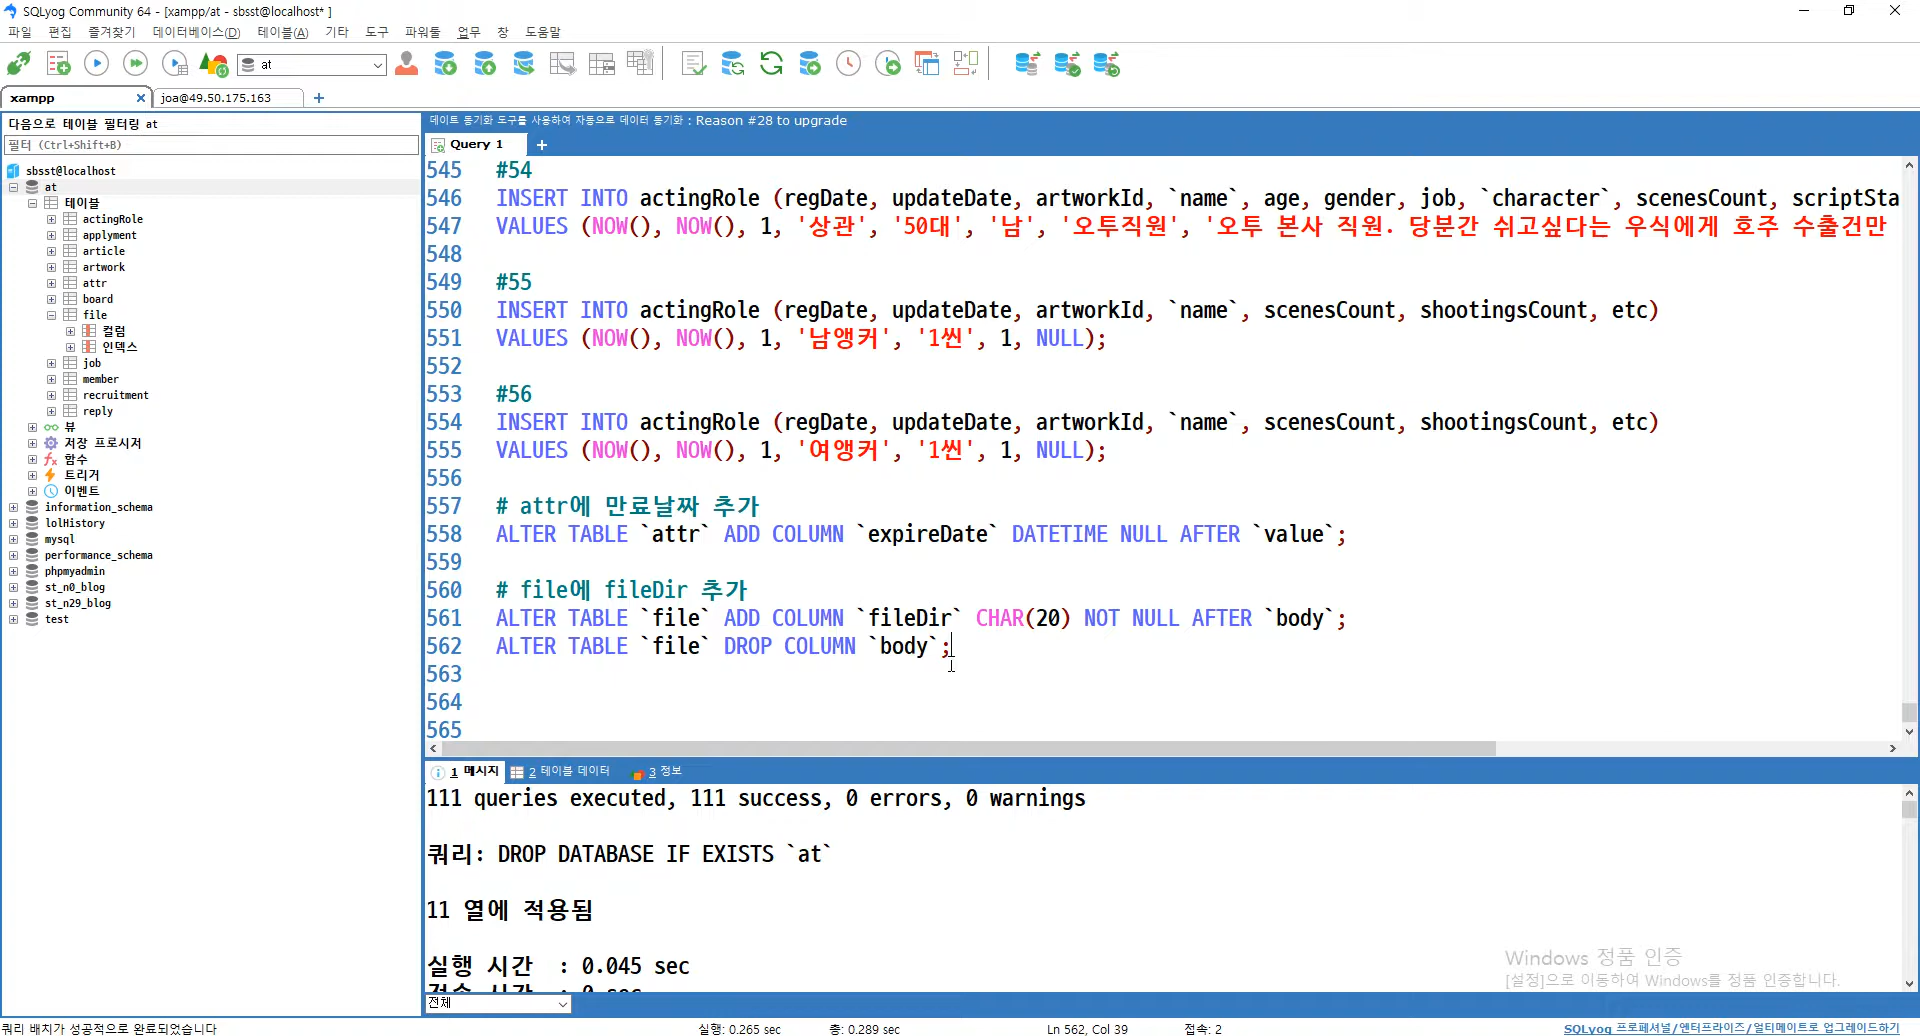 SQLyog Community 64 - [xampp/at - sbsst@localhost* ]
파일 편집 즐겨찾기 데이터베이스(D) 테이블(A) 기타 도구 파워툴 업무 창 도움말
at
xampp joa@49.50.175.163
다음으로 테이블 필터링 at
필터 (Ctrl+Shift+B)
sbsst@localhost
at
테이블
actingRole
applyment
article
artwork
attr
board
file
컬럼
인덱스
job
member
recruitment
reply
뷰
저장 프로시저
함수
트리거
이벤트
information_schema
lolHistory
mysql
performance_schema
phpmyadmin
st_n0_blog
st_n29_blog
test
데이트 동기화 도구를 사용하여 자동으로 데이터 동기화 : Reason #28 to upgrade
Query 1
545 #54
546 INSERT INTO actingRole (regDate, updateDate, artworkId, `name`, age, gender, job, `character`, scenesCount, scriptSta
547 VALUES (NOW(), NOW(), 1, '상관', '50대', '남', '오투직원', '오투 본사 직원. 당분간 쉬고싶다는 우식에게 호주 수출건만
548
549 #55
550 INSERT INTO actingRole (regDate, updateDate, artworkId, `name`, scenesCount, shootingsCount, etc)
551 VALUES (NOW(), NOW(), 1, '남앵커', '1씬', 1, NULL);
552
553 #56
554 INSERT INTO actingRole (regDate, updateDate, artworkId, `name`, scenesCount, shootingsCount, etc)
555 VALUES (NOW(), NOW(), 1, '여앵커', '1씬', 1, NULL);
556
557 # attr에 만료날짜 추가
558 ALTER TABLE `attr` ADD COLUMN `expireDate` DATETIME NULL AFTER `value`;
559
560 # file에 fileDir 추가
561 ALTER TABLE `file` ADD COLUMN `fileDir` CHAR(20) NOT NULL AFTER `body`;
562 ALTER TABLE `file` DROP COLUMN `body`;
563
564
565
1 메시지 2 테이블 데이터 3 정보
111 queries executed, 111 success, 0 errors, 0 warnings
쿼리: DROP DATABASE IF EXISTS `at`
11 열에 적용됨
실행 시간 : 0.045 sec
전송 시간 : 0 sec
전체
Windows 정품 인증
[설정]으로 이동하여 Windows를 정품 인증합니다.
쿼리 배치가 성공적으로 완료되었습니다 실행: 0.265 sec 총: 0.289 sec Ln 562, Col 39 접속: 2 SQLyog 프로페셔널/엔터프라이즈/얼티메이트로 업그레이드하기